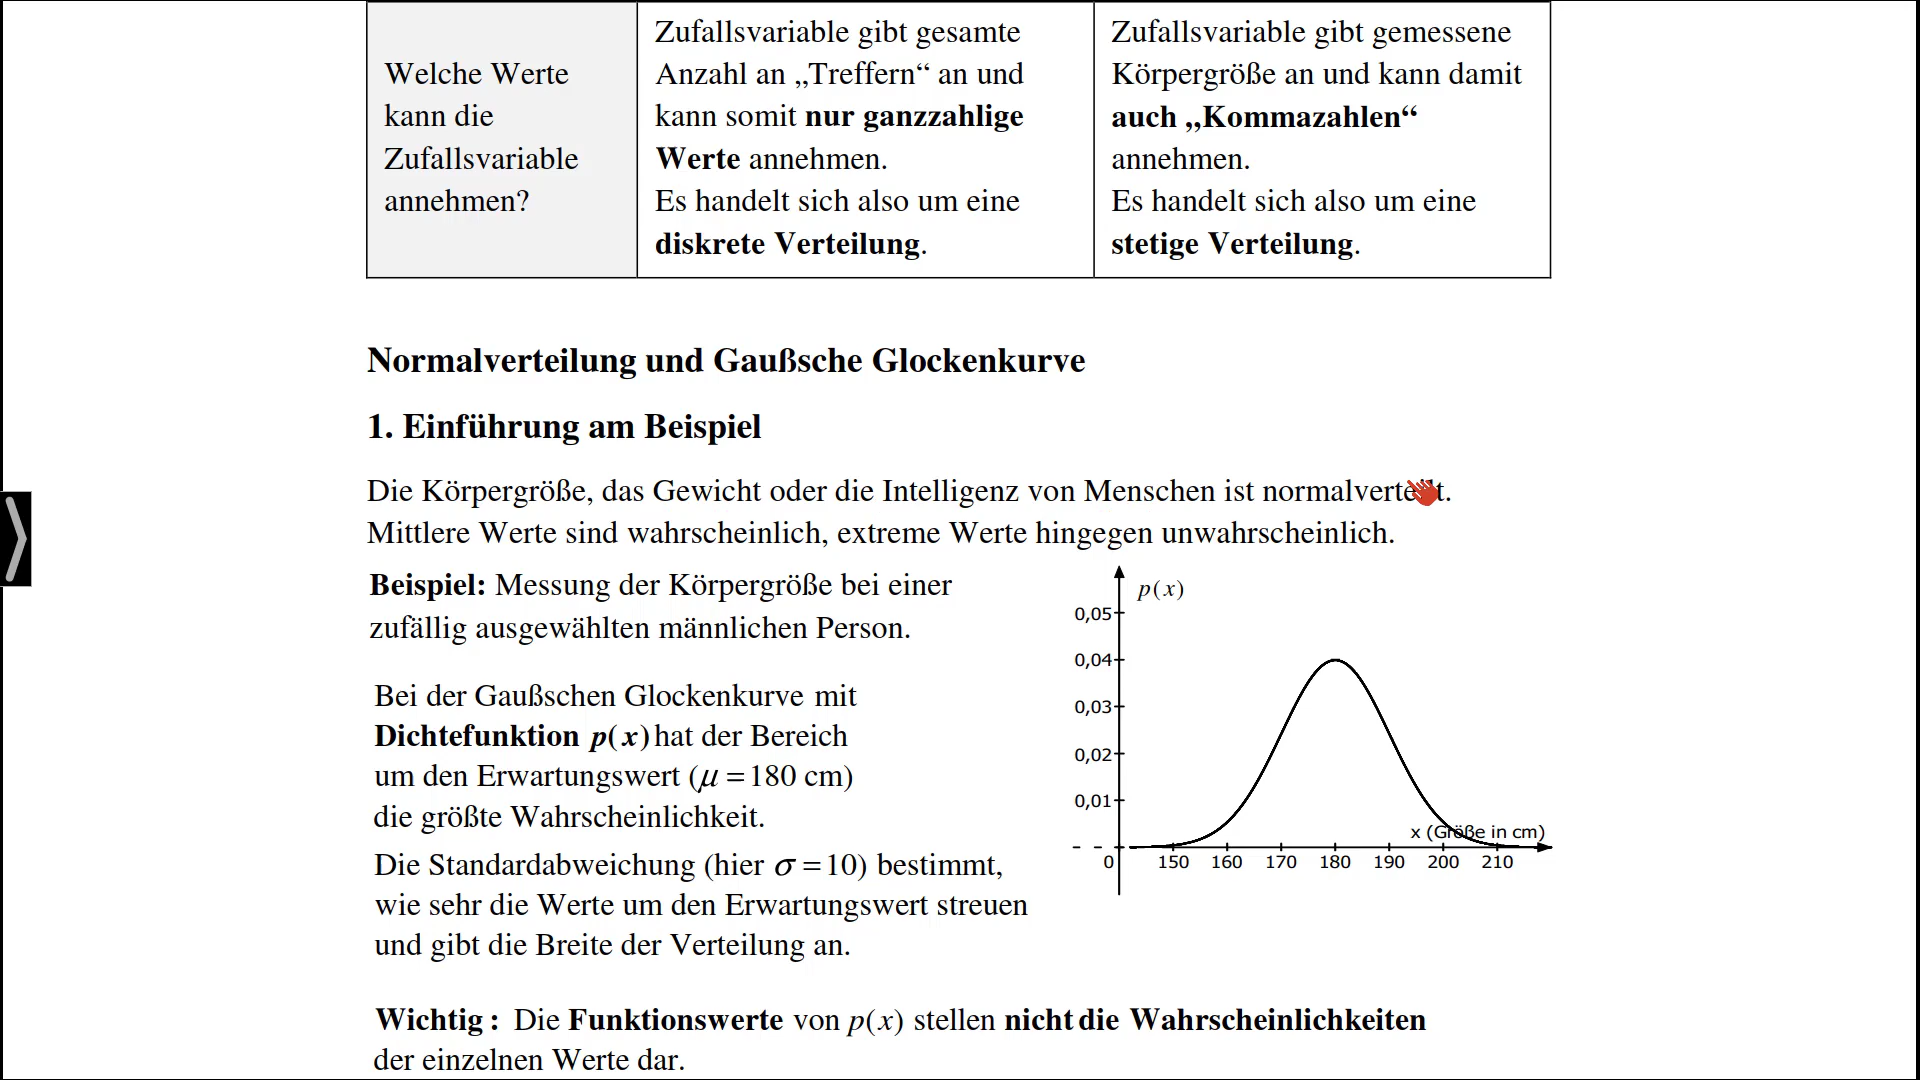 Welche Werte
kann die
Zufallsvariable
annehmen?
Zufallsvariable gibt gesamte
Anzahl an „Treffern“ an und
kann somit nur ganzzahlige
Werte annehmen.
Es handelt sich also um eine
diskrete Verteilung.
Zufallsvariable gibt gemessene
Körpergröße an und kann damit
auch „Kommazahlen“
annehmen.
Es handelt sich also um eine
stetige Verteilung.
Normalverteilung und Gaußsche Glockenkurve
1. Einführung am Beispiel
Die Körpergröße, das Gewicht oder die Intelligenz von Menschen ist normalverteilt.
Mittlere Werte sind wahrscheinlich, extreme Werte hingegen unwahrscheinlich.
Beispiel: Messung der Körpergröße bei einer
zufällig ausgewählten männlichen Person.
Bei der Gaußschen Glockenkurve mit
Dichtefunktion p(x) hat der Bereich
um den Erwartungswert (μ = 180 cm)
die größte Wahrscheinlichkeit.
Die Standardabweichung (hier σ = 10) bestimmt,
wie sehr die Werte um den Erwartungswert streuen
und gibt die Breite der Verteilung an.
p(x)
0,05
0,04
0,03
0,02
0,01
x (Größe in cm)
0 150 160 170 180 190 200 210
Wichtig: Die Funktionswerte von p(x) stellen nicht die Wahrscheinlichkeiten
der einzelnen Werte dar.